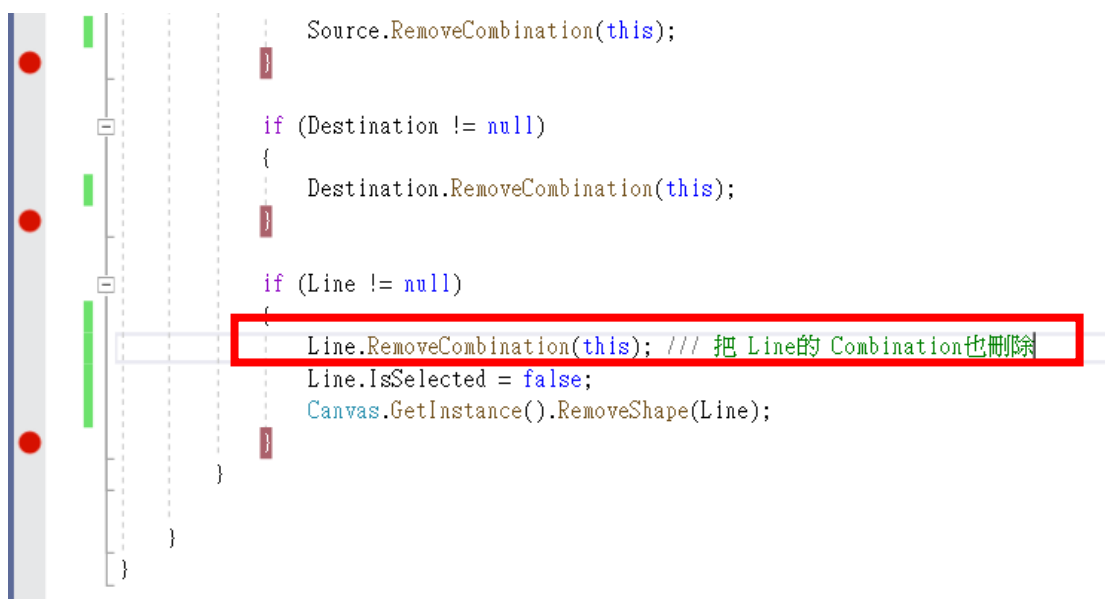 Source.RemoveCombination(this);
}
if (Destination != null)
{
Destination.RemoveCombination(this);
}
if (Line != null)
{
Line.RemoveCombination(this); /// 把 Line的 Combination也刪除
Line.IsSelected = false;
Canvas.GetInstance().RemoveShape(Line);
}
}
}
}